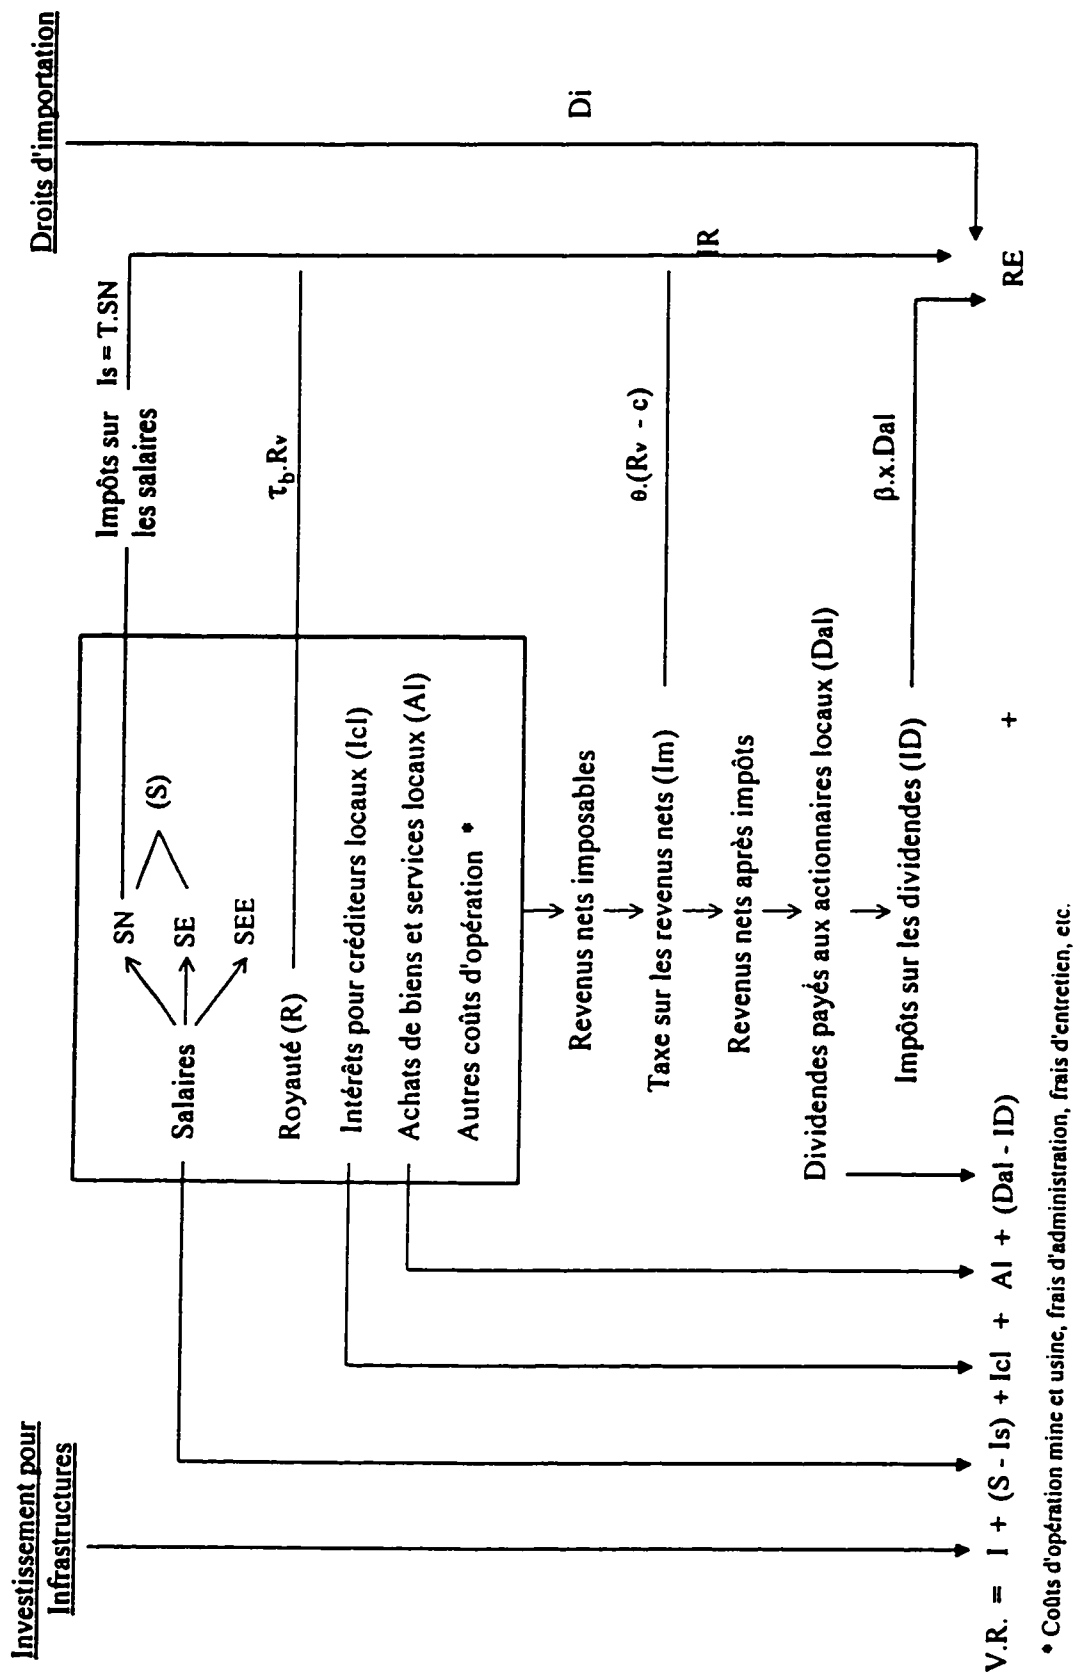 Investissement pour
Infrastructures
Droits d'importation
Impôts sur
les salaires
Is = T.SN
SN
(S)
Salaires
SE
SEE
Royauté (R)
τb.Rv
Intérêts pour créditeurs locaux (Icl)
Achats de biens et services locaux (Al)
Autres coûts d'opération *
Di
Revenus nets imposables
Taxe sur les revenus nets (Im)
θ.(Rv - c)
IR
Revenus nets après impôt
Dividendes payés aux actionnaires locaux (Dal)
Impôts sur les dividendes (ID)
β.x.Dal
V.R. = I + (S - Is) + Icl + Al + (Dal - ID) + RE
* Coûts d'opération mine et usine, frais d'administration, frais d'entretien, etc.